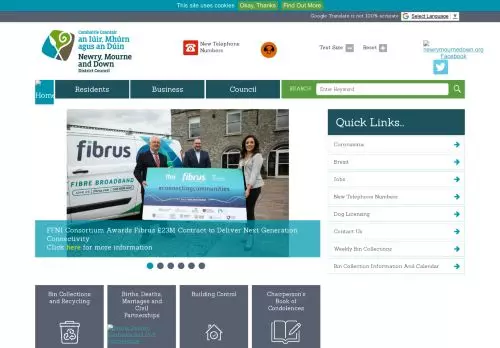 This site uses cookies Okay, Thanks Find Out More
Google Translate is not 100% accurate
Select Language
Comhairle Ceantair
an Iúir, Mhúrn
agus an Dúin
Newry, Mourne
and Down
District Council
New Telephone
Numbers
Text Size
Reset
newrymournedown.org
Facebook
Home
Residents
Business
Council
SEARCH
Enter Keyword
fibrus
FIBRE BROADBAND
ffni
fibrus
#connectingcommunities
FFNI Consortium Awards Fibrus £23M Contract to Deliver Next Generation
Connectivity
Click here for more information
Quick Links..
Coronavirus
Brexit
Jobs
New Telephone Numbers
Dog Licensing
Contact Us
Weekly Bin Collections
Bin Collection Information And Calendar
Bin Collections
and Recycling
Births, Deaths,
Marriages and
Civil
Partnerships
Building Control
Chairperson's
Book of
Condolences